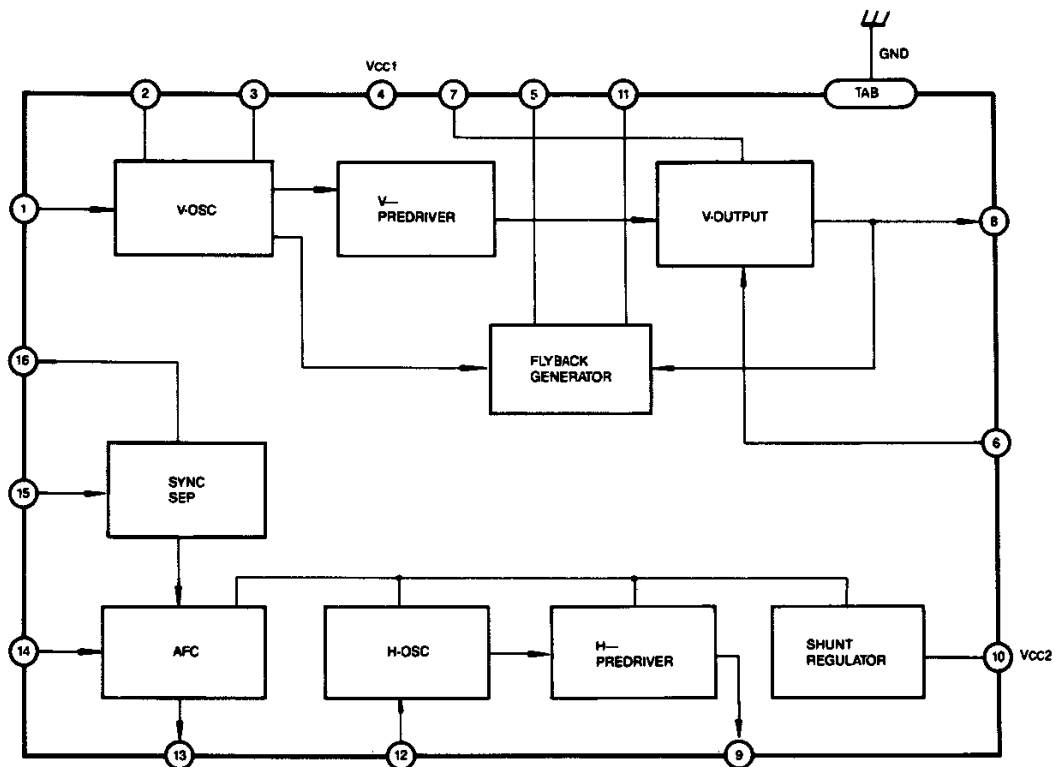 GND
VCC1
2
3
4
7
5
11
TAB
1
V-OSC
V—
PREDRIVER
V-OUTPUT
8
16
FLYBACK
GENERATOR
6
15
SYNC
SEP
14
AFC
H-OSC
H—
PREDRIVER
SHUNT
REGULATOR
10
VCC2
13
12
9